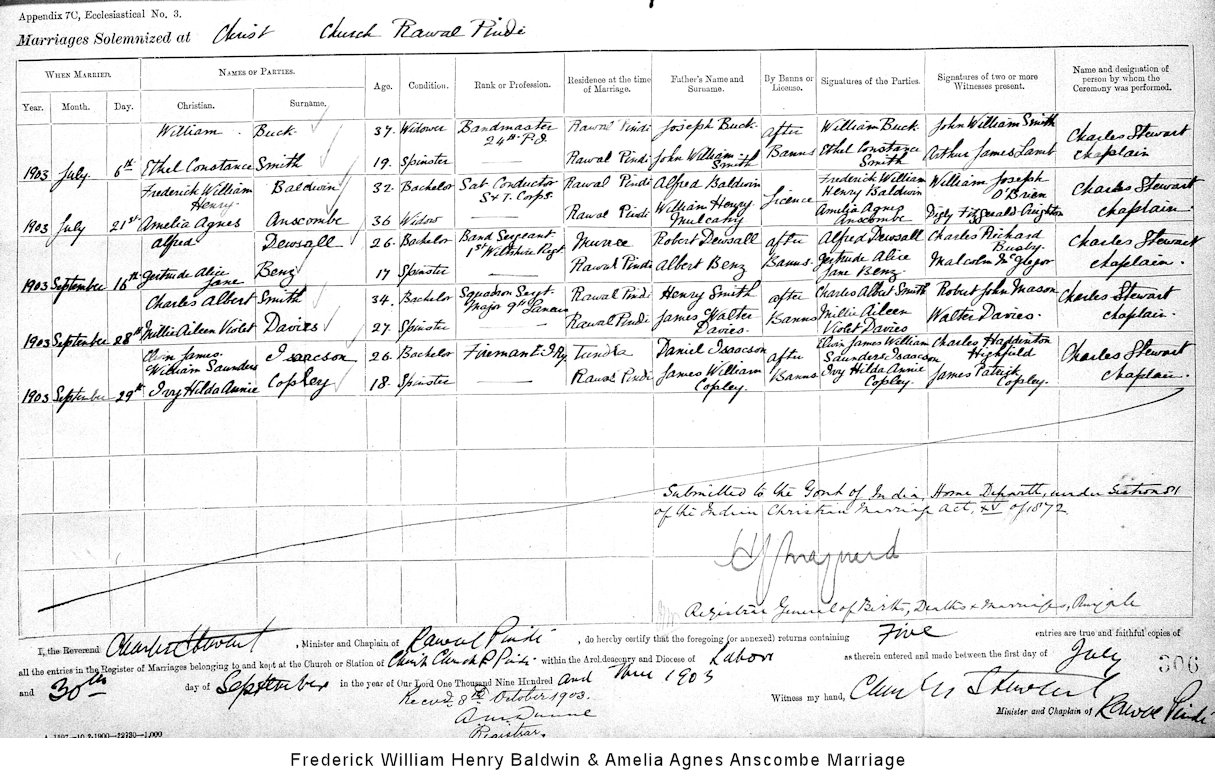 Appendix 7C, Ecclesiastical No. 3.
Marriages Solemnized at Christ Church Rawal Pindi
When Married. Names of Parties. Age. Condition. Rank or Profession. Residence at the time of Marriage. Father's Name and Surname. By Banns or License. Signatures of the Parties. Signatures of two or more Witnesses present. Name and designation of person by whom the Ceremony was performed.
Year. Month. Day. Christian. Surname.
William Buck 37. Widower Bandmaster 24th P.I. Rawal Pindi Joseph Buck after William Buck John William Smith Charles Stewart
1903 July 6th Ethel Constance Smith 19. Spinster Rawal Pindi John William Smith Banns Ethel Constance Smith Arthur James Lamb chaplain
Frederick William Henry Baldwin 32. Bachelor Sub Conductor S & T. Corps. Rawal Pindi Alfred Baldwin Licence Frederick William Henry Baldwin William Joseph O'Brien Charles Stewart
1903 July 21st Amelia Agnes Anscombe 36 Widow Rawal Pindi William Henry Mulcahy Amelia Agnes Anscombe chaplain.
alfred Dewsall 26. Bachelor Band Sergeant 1st Wiltshire Regt. Murree Robert Dewsall after Alfred Dewsall Charles Richard Busby. Charles Stewart
1903 September 16th Gertrude Alice Jane Benz 17 Spinster Rawal Pindi Albert Benz Banns. Gertrude Alice Jane Benz Malcolm McGregor chaplain.
Charles Albert Smith 34. Bachelor Squadron Sergt Major 9th Lancers Rawal Pindi Henry Smith after Charles Albert Smith Robert John Mason Charles Stewart
1903 September 28th Millie Aileen Violet Davies 27. Spinster Rawal Pindi James Walter Davies. Banns Millie Aileen Violet Davies Walter Davies. chaplain.
James William Saunders Isaacson 26. Bachelor Fireman Tundla Daniel Isaacson after James William Saunders Isaacson Charles Haddinton Highfield Charles Stewart
1903 September 29th Ivy Hilda Annie Copley 18. Spinster Rawal Pindi James William Copley. Banns Ivy Hilda Annie Copley. James Patrick Copley. chaplain.
Submitted to the Govt of India, Home Departt, under Section 81
of the Indian Christian Marriage Act, XV of 1872
Registrar General of Births, Deaths & Marriages, Punjab
I, the Reverend Charles Stewart, Minister and Chaplain of Rawal Pindi, do hereby certify that the foregoing (or annexed) returns containing Five entries are true and faithful copies of
all the entries in the Register of Marriages belonging to and kept at the Church or Station of Christ Church R Pindi within the Archdeaconry and Diocese of Lahore as therein entered and made between the first day of July
306
and 30th day of September in the year of Our Lord One Thousand Nine Hundred and Three 1903
Witness my hand, Charles Stewart
Recvd. 8th October 1903.
Minister and Chaplain of Rawal Pindi
Registrar.
Frederick William Henry Baldwin & Amelia Agnes Anscombe Marriage